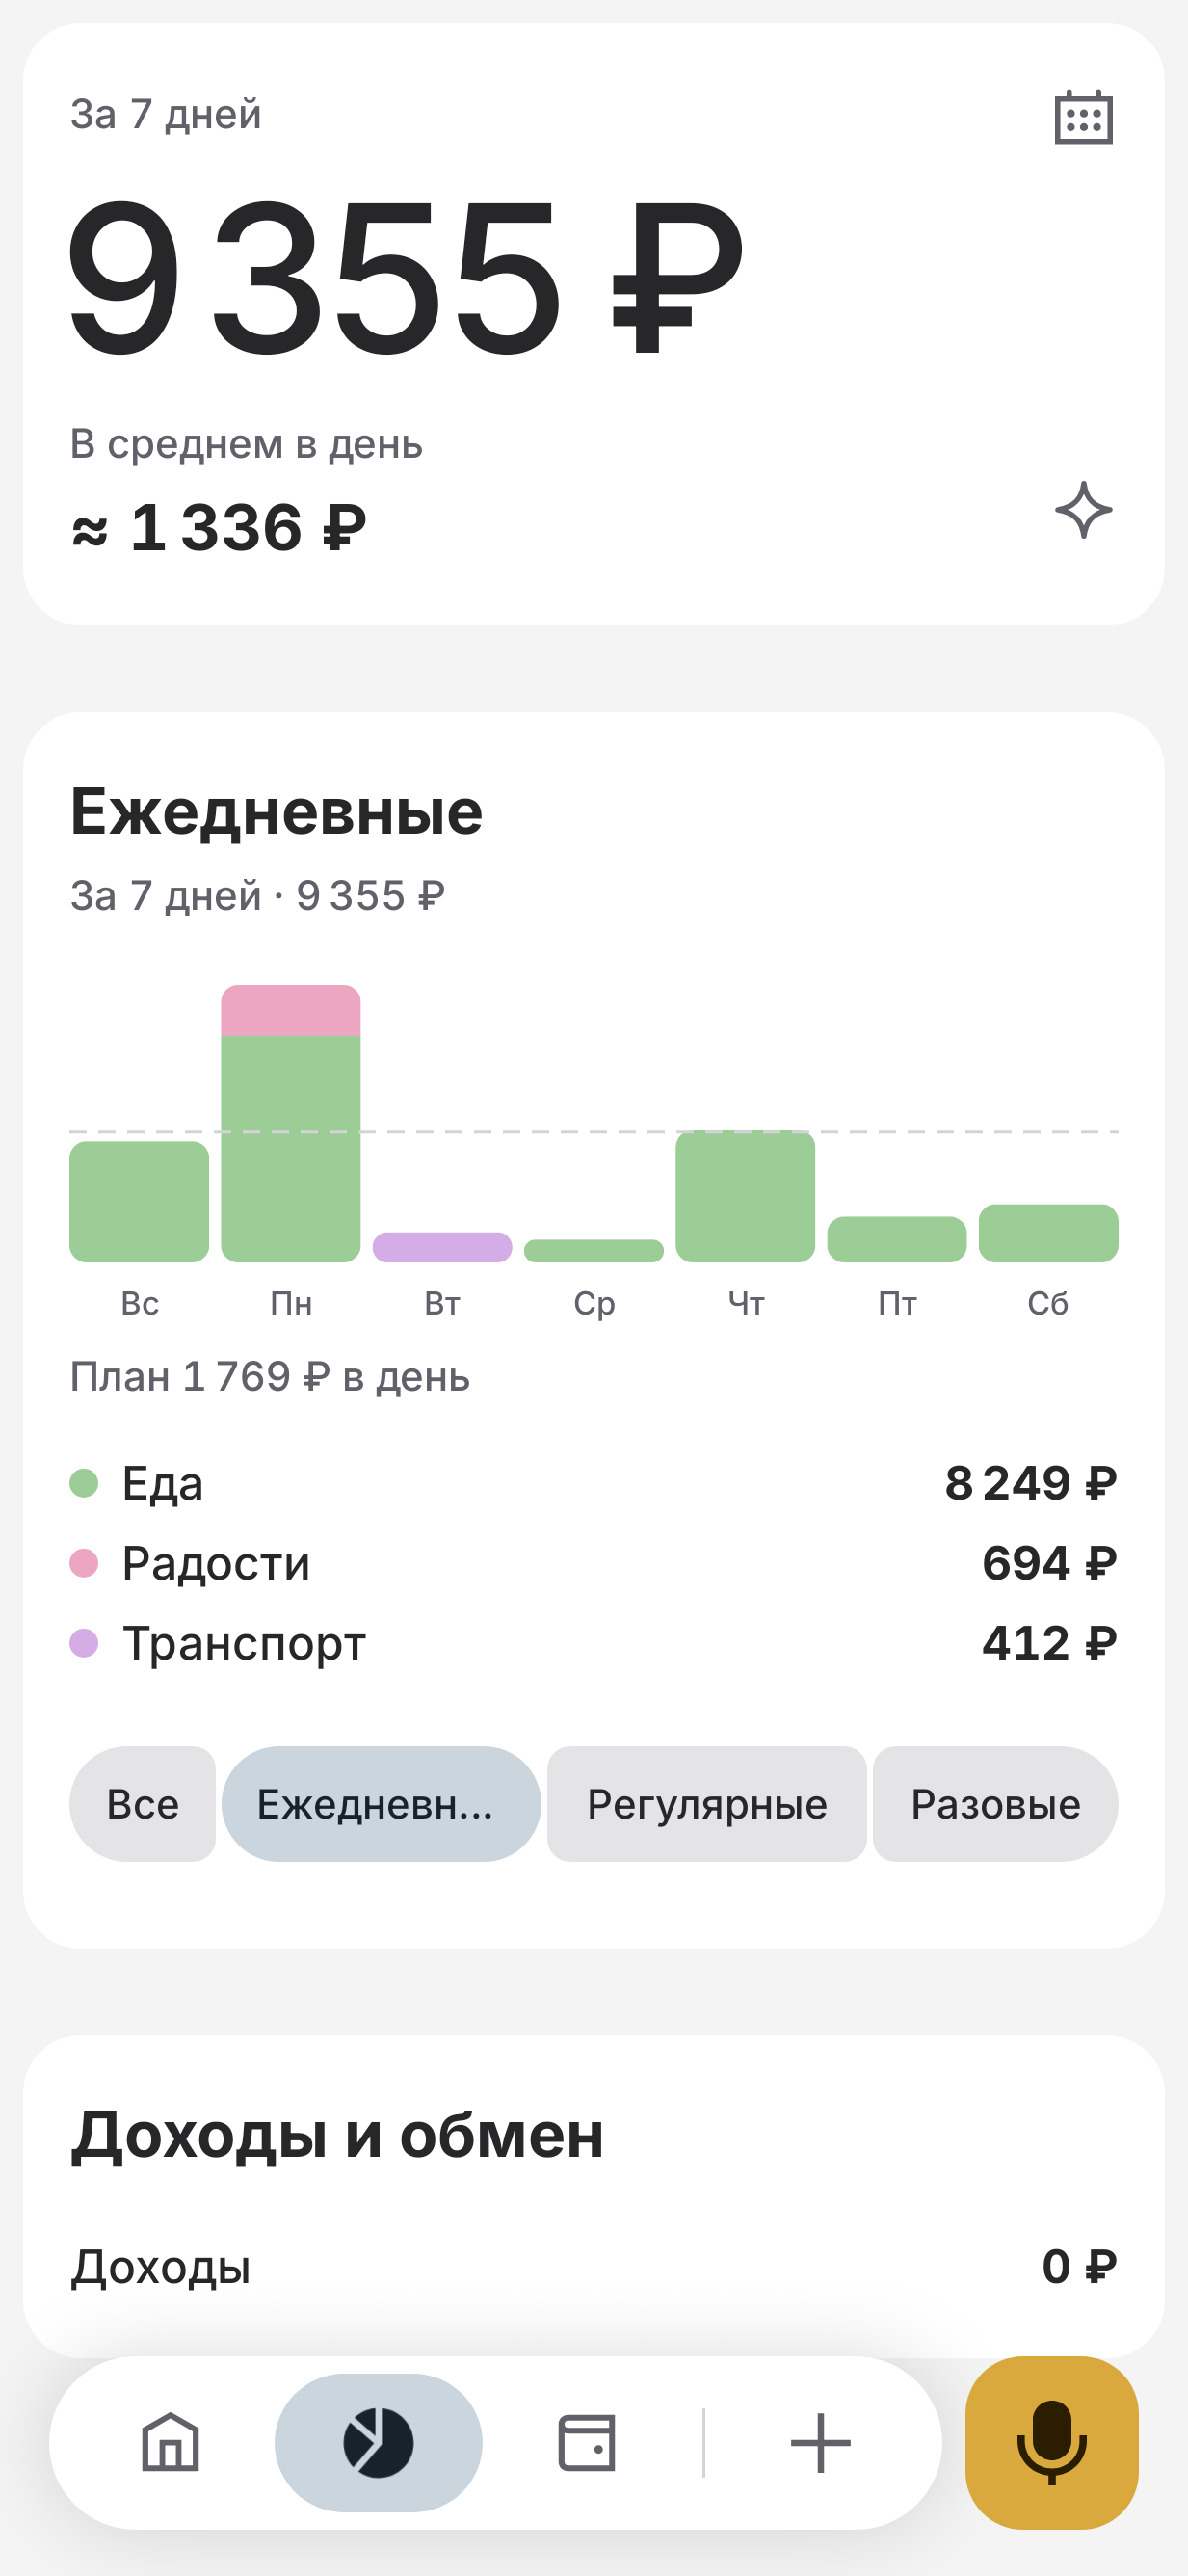 За 7 дней
9 355 ₽
В среднем в день
≈ 1 336 ₽
Ежедневные
За 7 дней · 9 355 ₽
Вс Пн Вт Ср Чт Пт Сб
План 1 769 ₽ в день
Еда 8 249 ₽
Радости 694 ₽
Транспорт 412 ₽
Все Ежедневн... Регулярные Разовые
Доходы и обмен
Доходы 0 ₽